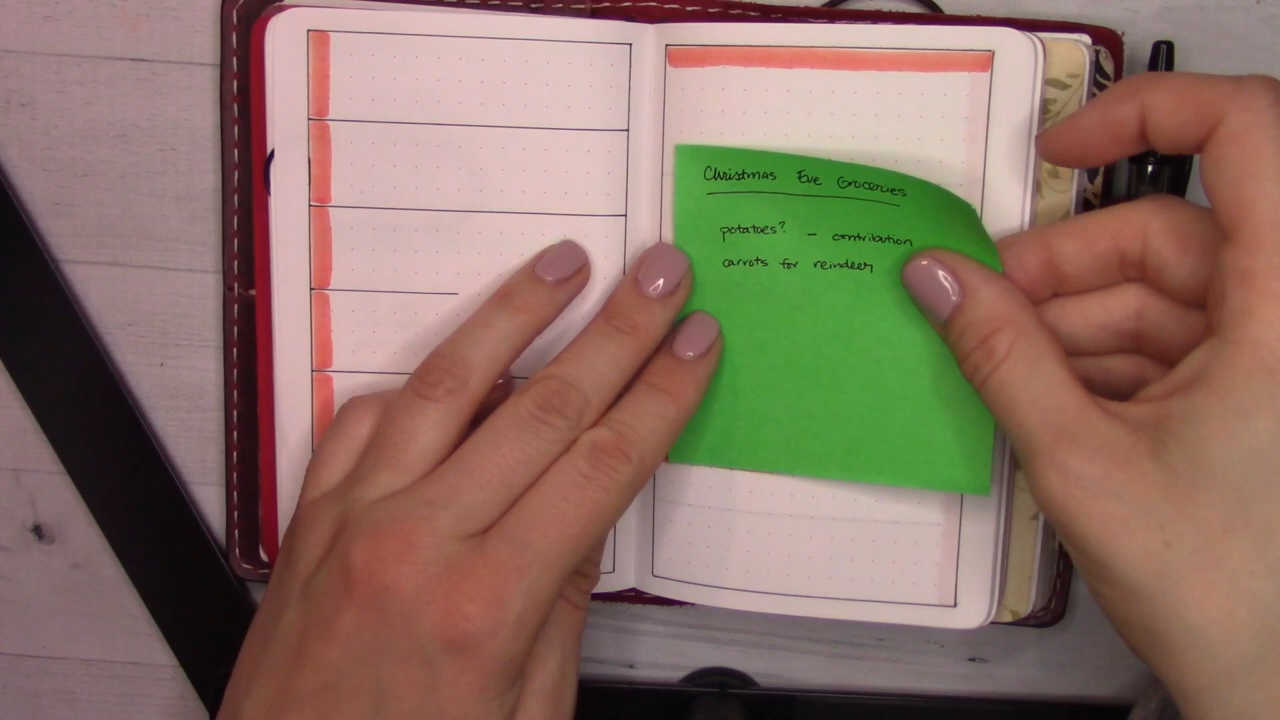 Christmas Eve Groceries
potatoes? – contribution
carrots for reindeer